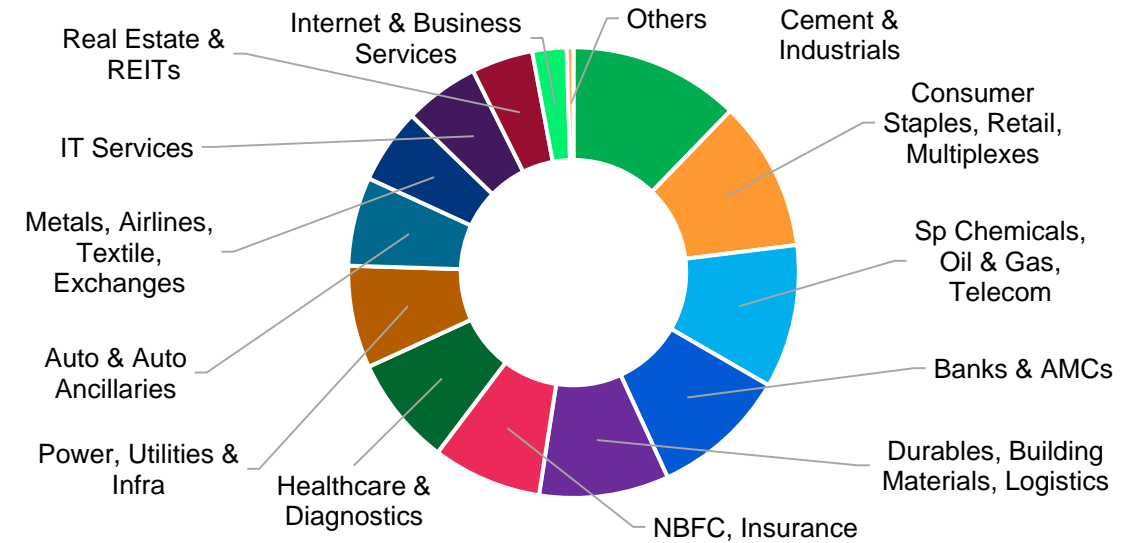 Others
Cement &
Industrials
Consumer
Staples, Retail,
Multiplexes
Sp Chemicals,
Oil & Gas,
Telecom
Banks & AMCs
Durables, Building
Materials, Logistics
NBFC, Insurance
Healthcare &
Diagnostics
Power, Utilities &
Infra
Auto & Auto
Ancillaries
Metals, Airlines,
Textile,
Exchanges
IT Services
Real Estate &
REITs
Internet & Business
Services